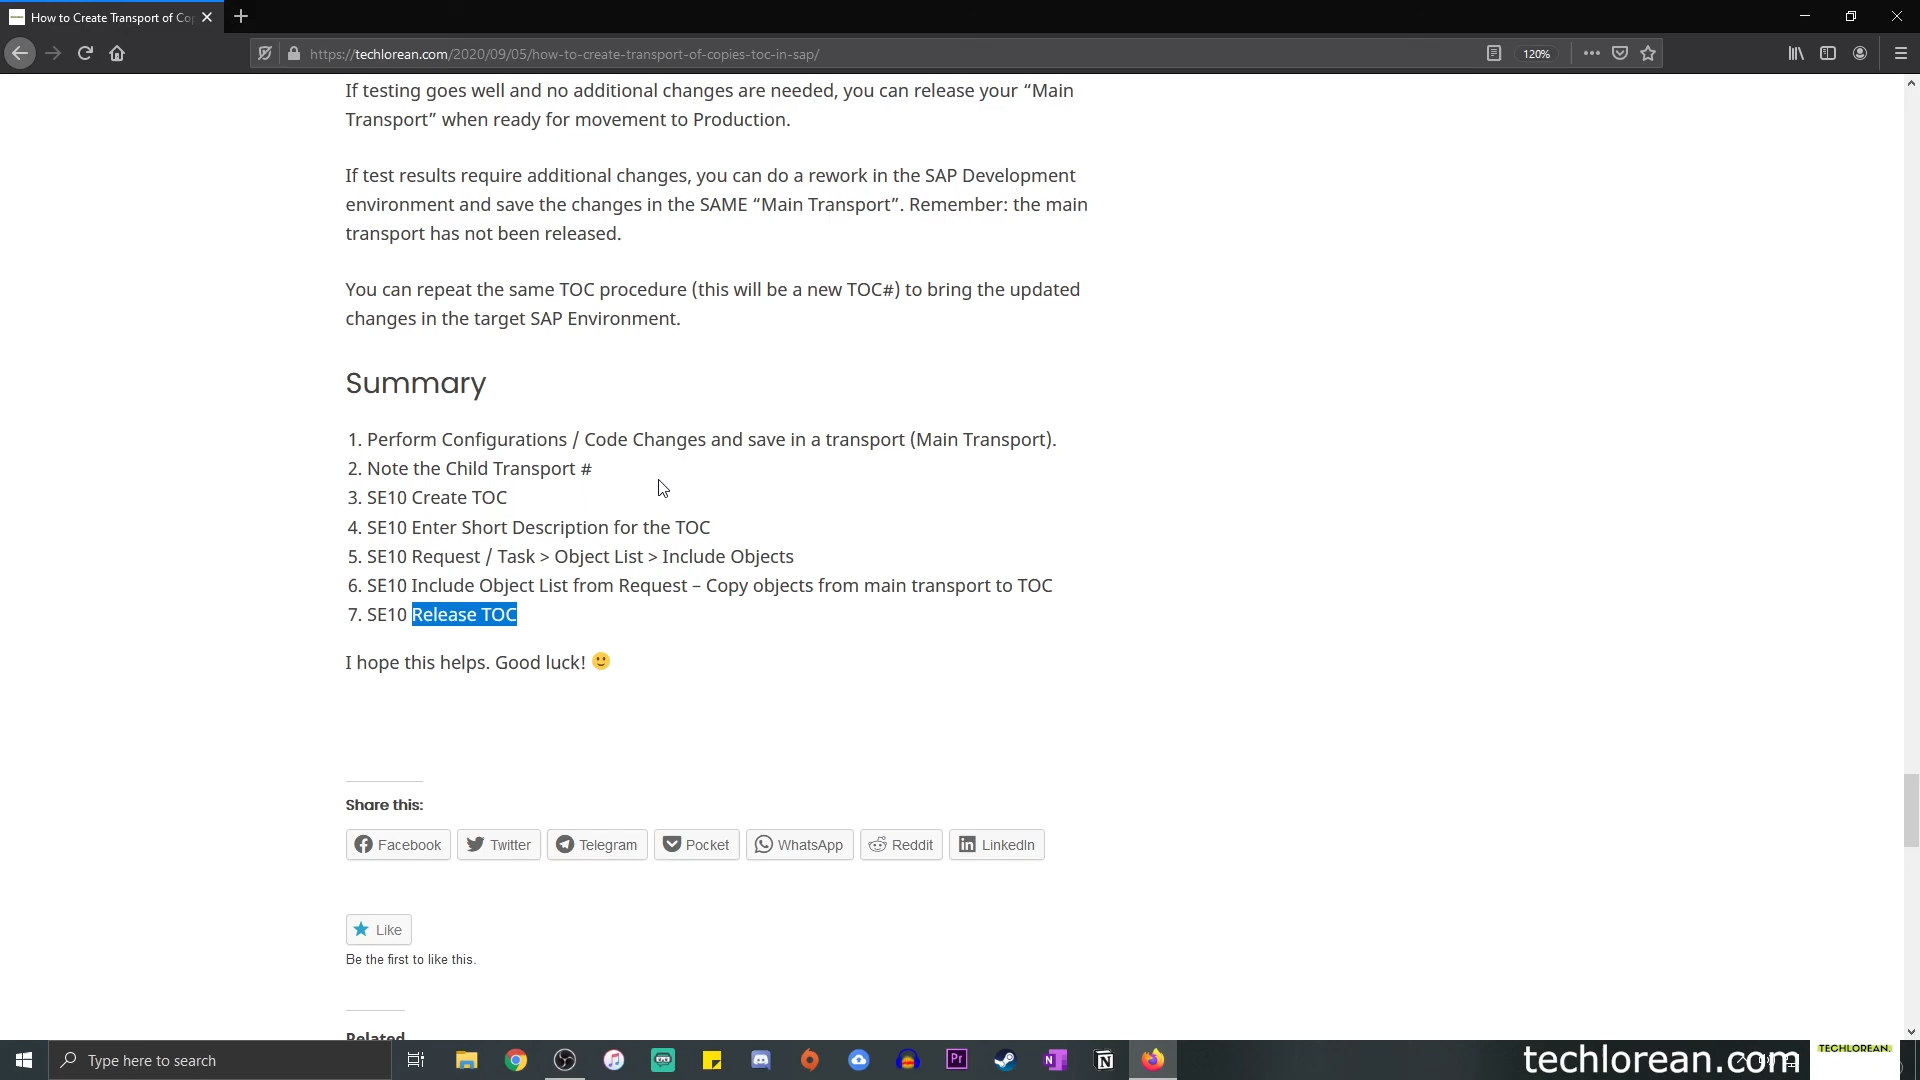 How to Create Transport of Co
https://techlorean.com/2020/09/05/how-to-create-transport-of-copies-toc-in-sap/
120%
If testing goes well and no additional changes are needed, you can release your “Main
Transport” when ready for movement to Production.
If test results require additional changes, you can do a rework in the SAP Development
environment and save the changes in the SAME “Main Transport”. Remember: the main
transport has not been released.
You can repeat the same TOC procedure (this will be a new TOC#) to bring the updated
changes in the target SAP Environment.
Summary
1. Perform Configurations / Code Changes and save in a transport (Main Transport).
2. Note the Child Transport #
3. SE10 Create TOC
4. SE10 Enter Short Description for the TOC
5. SE10 Request / Task > Object List > Include Objects
6. SE10 Include Object List from Request – Copy objects from main transport to TOC
7. SE10 Release TOC
I hope this helps. Good luck! 🙂
Share this:
Facebook Twitter Telegram Pocket WhatsApp Reddit LinkedIn
Like
Be the first to like this.
Related
Type here to search
techlorean.com
TECHLOREAN.